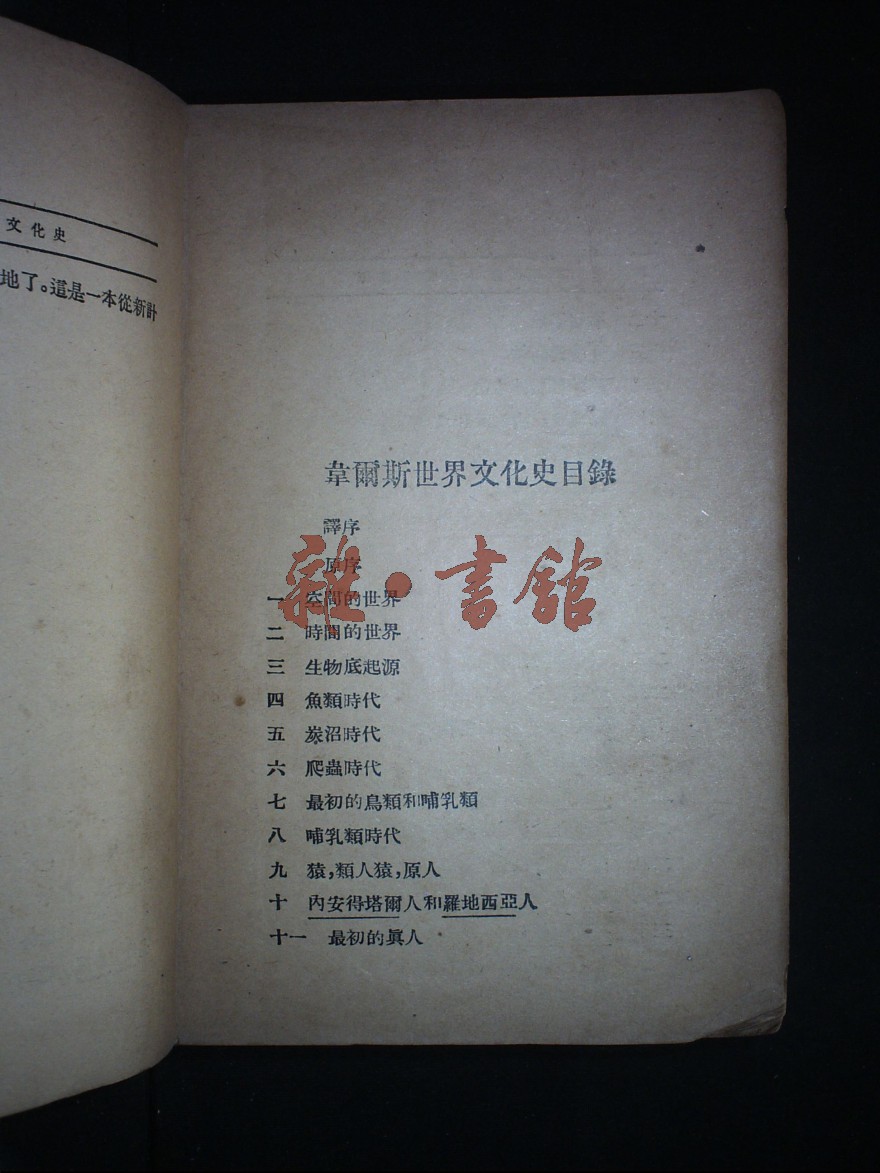 文化史
地了。這是一本從新計
韋爾斯世界文化史目錄
譯序
原序
一 空間的世界
二 時間的世界
三 生物底起源
四 魚類時代
五 炭沼時代
六 爬蟲時代
七 最初的鳥類和哺乳類
八 哺乳類時代
九 猿,類人猿,原人
十 內安得塔爾人和羅地西亞人
十一 最初的眞人
雜·書館